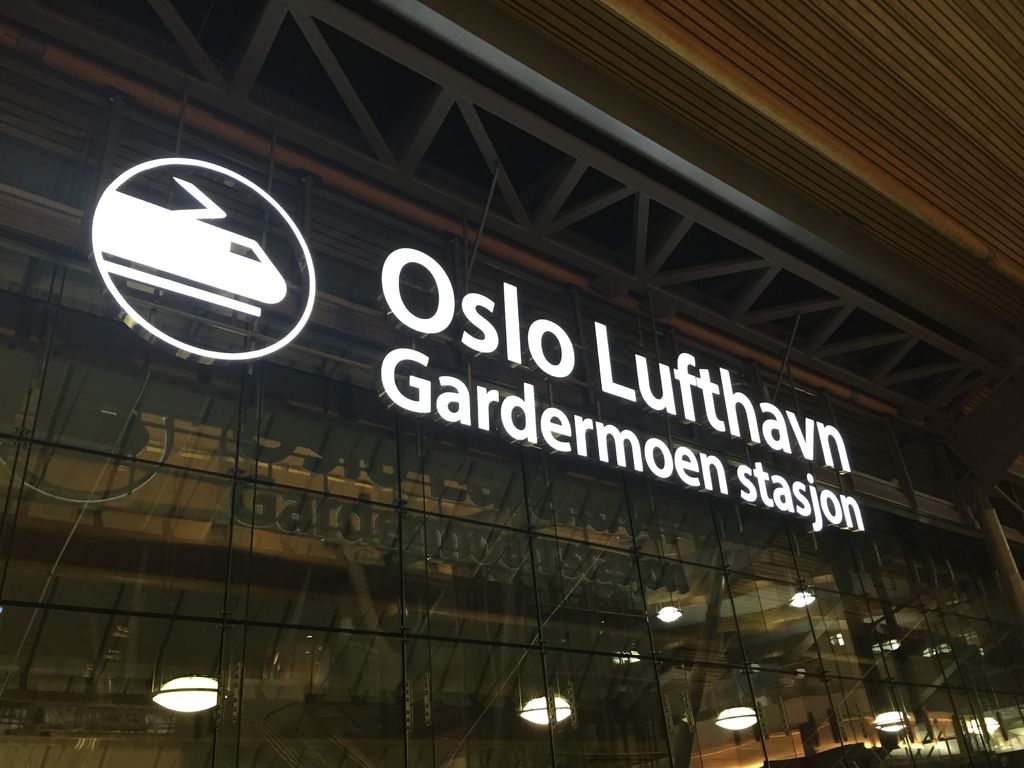 Oslo Lufthavn
Gardermoen stasjon